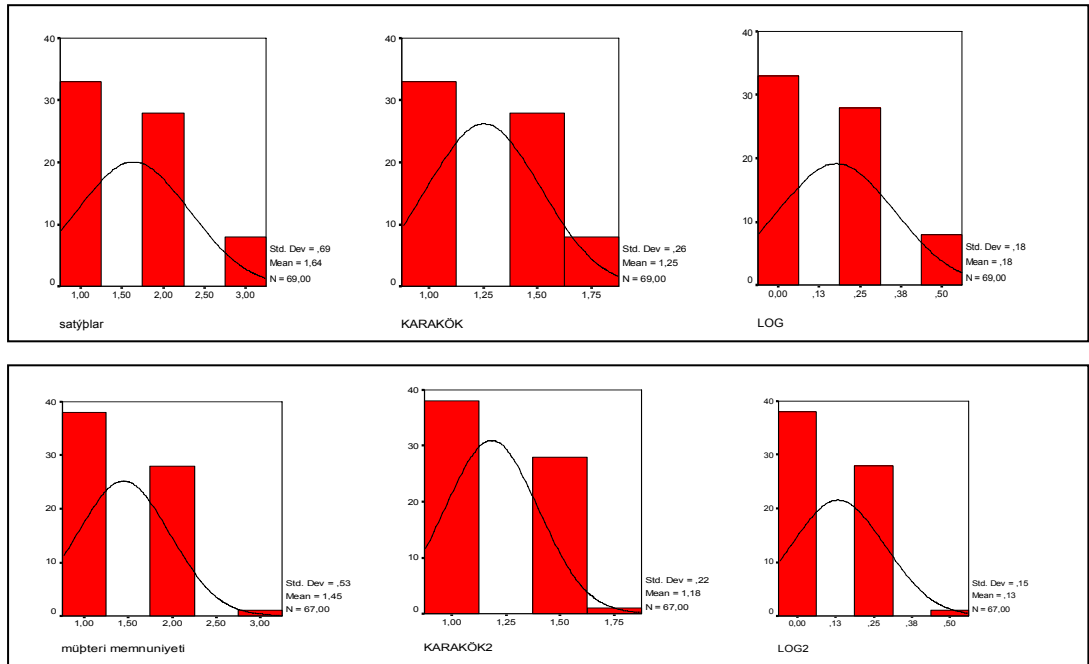 40
30
20
10
0
1,00 1,50 2,00 2,50 3,00
Std. Dev = ,69
Mean = 1,64
N = 69,00
satýþlar
40
30
20
10
0
1,00 1,25 1,50 1,75
Std. Dev = ,26
Mean = 1,25
N = 69,00
KARAKÖK
40
30
20
10
0
0,00 ,13 ,25 ,38 ,50
Std. Dev = ,18
Mean = ,18
N = 69,00
LOG
40
30
20
10
0
1,00 1,50 2,00 2,50 3,00
Std. Dev = ,53
Mean = 1,45
N = 67,00
müþteri memnuniyeti
40
30
20
10
0
1,00 1,25 1,50 1,75
Std. Dev = ,22
Mean = 1,18
N = 67,00
KARAKÖK2
40
30
20
10
0
0,00 ,13 ,25 ,38 ,50
Std. Dev = ,15
Mean = ,13
N = 67,00
LOG2